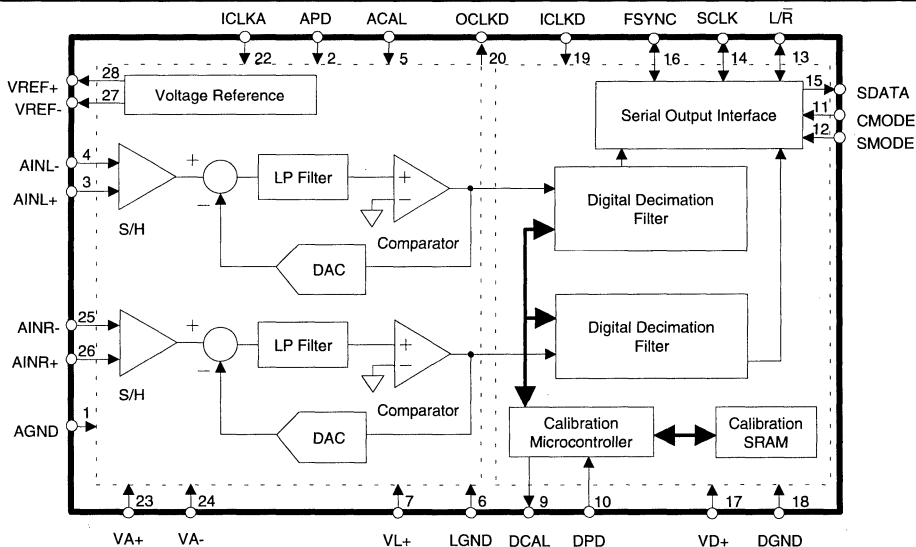 ICLKA APD ACAL OCLKD ICLKD FSYNC SCLK L/R̅
22 2 5 20 19 16 14 13
28
VREF+
27
VREF-
Voltage Reference
Serial Output Interface
15
SDATA
11
CMODE
12
SMODE
4
AINL-
3
AINL+
S/H
+
−
LP Filter
+
−
Comparator
DAC
Digital Decimation
Filter
25
AINR-
26
AINR+
S/H
+
−
LP Filter
+
−
Comparator
DAC
Digital Decimation
Filter
1
AGND
Calibration
Microcontroller
Calibration
SRAM
23 24 7 6 9 10 17 18
VA+ VA- VL+ LGND DCAL DPD VD+ DGND